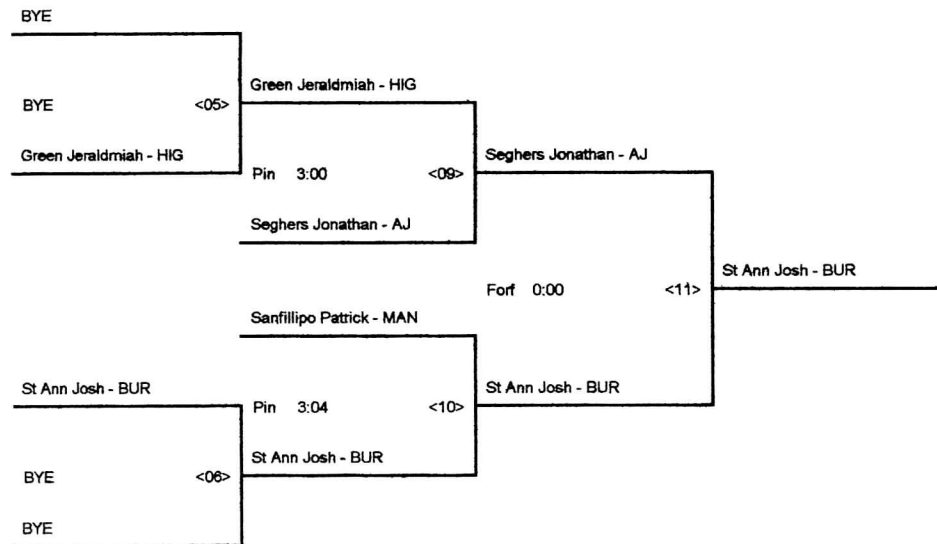 BYE
Green Jeraldmiah - HIG
BYE <05>
Green Jeraldmiah - HIG
Seghers Jonathan - AJ
Pin 3:00 <09>
Seghers Jonathan - AJ
St Ann Josh - BUR
Forf 0:00 <11>
Sanfillipo Patrick - MAN
St Ann Josh - BUR
St Ann Josh - BUR
Pin 3:04 <10>
St Ann Josh - BUR
BYE <06>
BYE